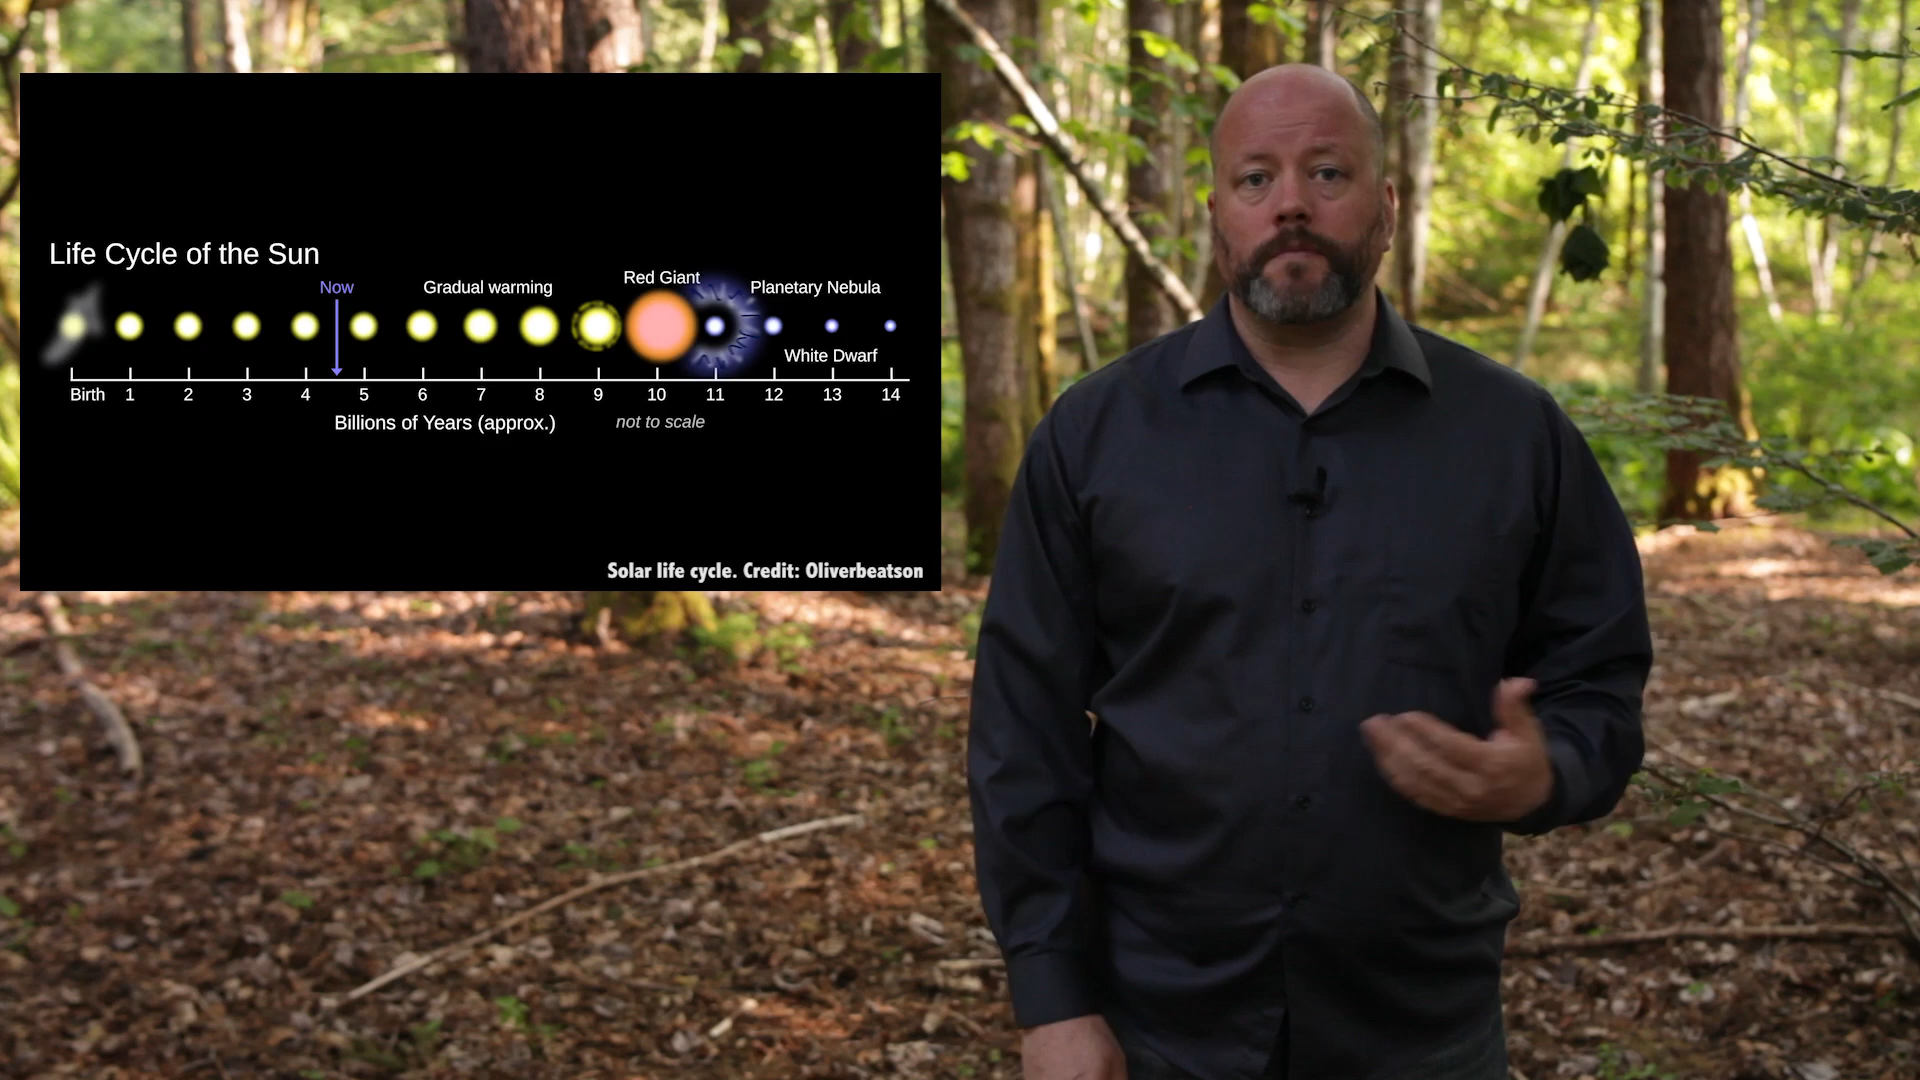 Life Cycle of the Sun
Now
Gradual warming
Red Giant
Planetary Nebula
White Dwarf
Birth 1 2 3 4 5 6 7 8 9 10 11 12 13 14
Billions of Years (approx.)
not to scale
Solar life cycle. Credit: Oliverbeatson